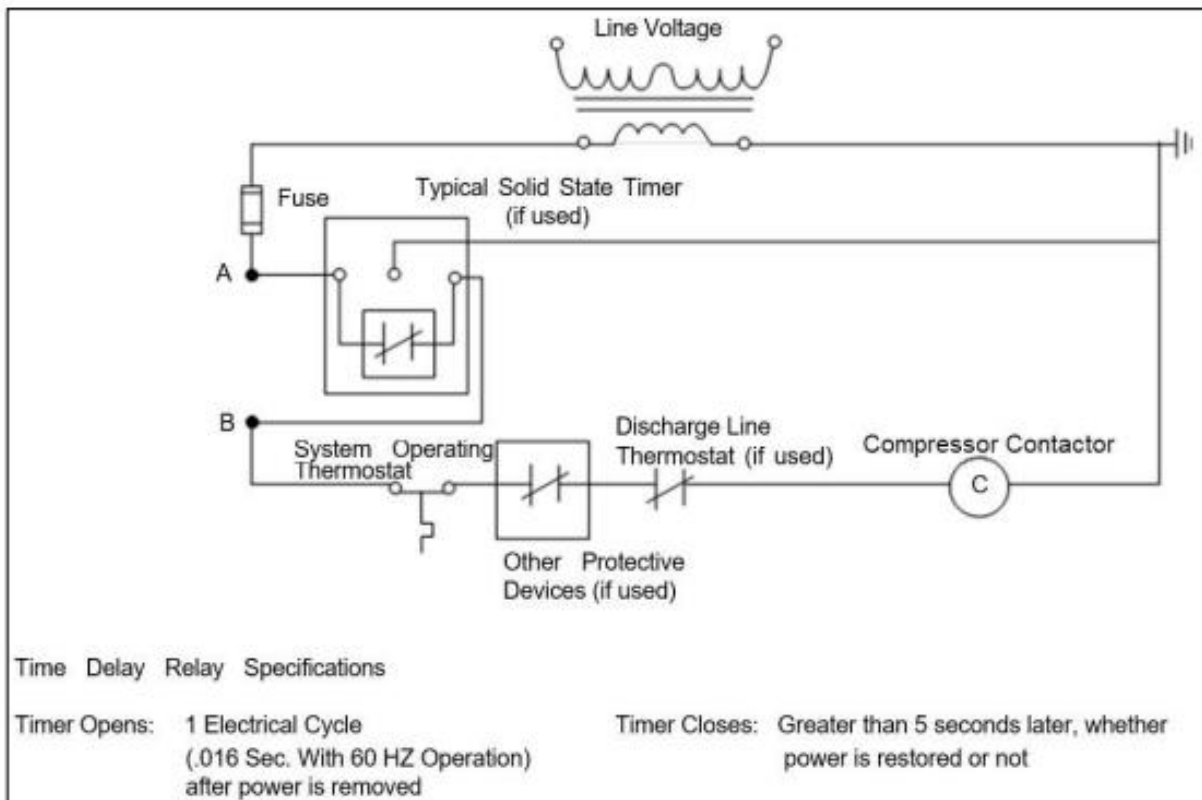 Line Voltage
Fuse
Typical Solid State Timer
(if used)
A
B
System Operating
Thermostat
Discharge Line
Thermostat (if used)
Compressor Contactor
C
Other Protective
Devices (if used)
Time Delay Relay Specifications
Timer Opens: 1 Electrical Cycle
(.016 Sec. With 60 HZ Operation)
after power is removed
Timer Closes: Greater than 5 seconds later, whether
power is restored or not